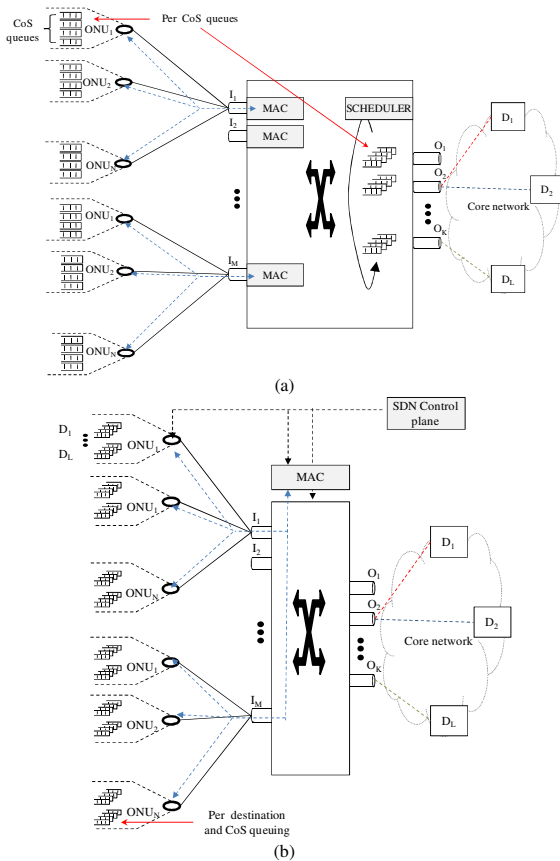 CoS
queues
Per CoS queues
ONU1
ONU2
ONUN
ONU1
ONU2
ONUN
I1
I2
IM
MAC
MAC
MAC
SCHEDULER
O1
O2
OK
D1
D2
DL
Core network
(a)
SDN Control
plane
D1
DL
ONU1
ONU1
ONUN
ONU1
ONU2
ONUN
MAC
I1
I2
IM
O1
O2
OK
D1
D2
DL
Core network
Per destination
and CoS queuing
(b)